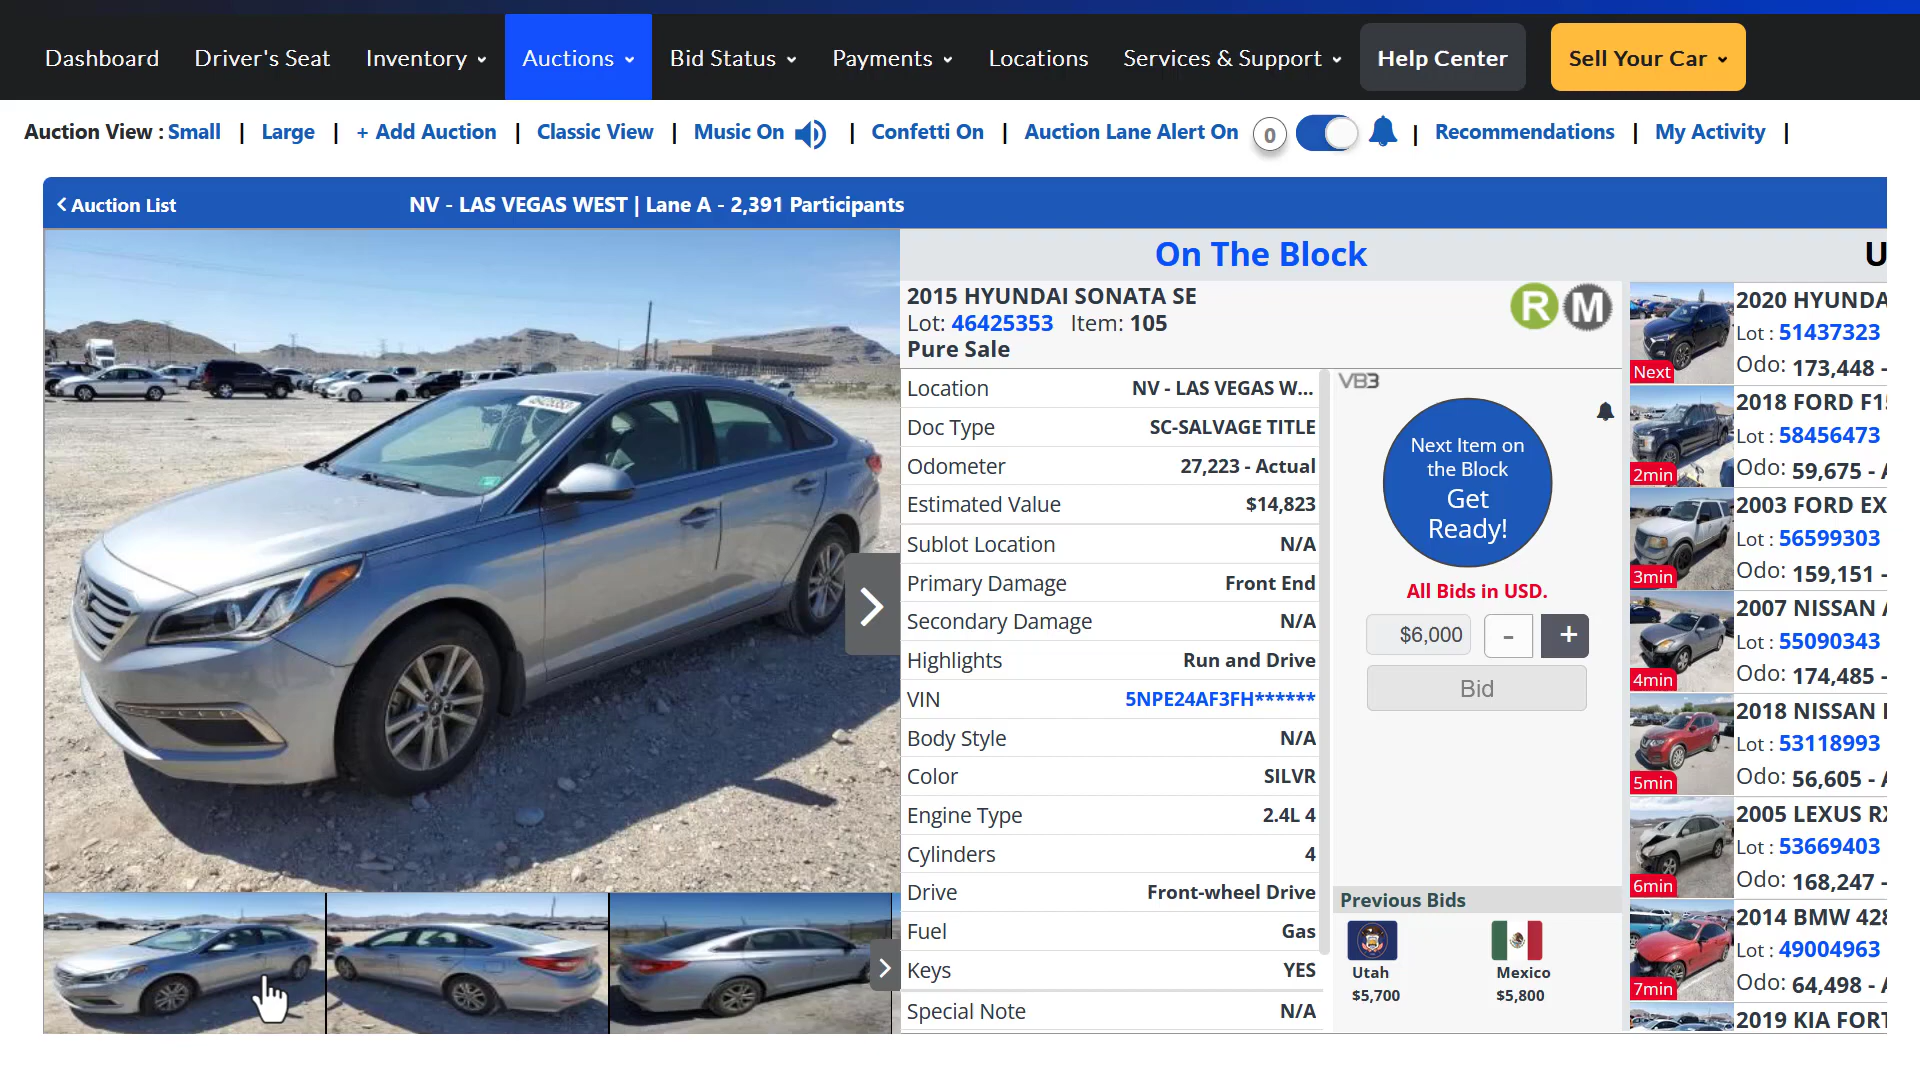 Dashboard Driver's Seat Inventory Auctions Bid Status Payments Locations Services & Support Help Center Sell Your Car
Auction View : Small | Large | + Add Auction | Classic View | Music On | Confetti On | Auction Lane Alert On 0 | Recommendations | My Activity |
Auction List
NV - LAS VEGAS WEST | Lane A - 2,391 Participants
46425353
On The Block
2015 HYUNDAI SONATA SE
Lot: 46425353 Item: 105
Pure Sale
R M
Location NV - LAS VEGAS W...
Doc Type SC-SALVAGE TITLE
Odometer 27,223 - Actual
Estimated Value $14,823
Sublot Location N/A
Primary Damage Front End
Secondary Damage N/A
Highlights Run and Drive
VIN 5NPE24AF3FH******
Body Style N/A
Color SILVR
Engine Type 2.4L 4
Cylinders 4
Drive Front-wheel Drive
Fuel Gas
Keys YES
Special Note N/A
VB3
Next Item on
the Block
Get
Ready!
All Bids in USD.
$6,000 - +
Bid
Previous Bids
Utah
$5,700
Mexico
$5,800
U
2020 HYUNDA
Lot : 51437323
Odo: 173,448 -
Next
2018 FORD F15
Lot : 58456473
Odo: 59,675 - A
2min
2003 FORD EX
Lot : 56599303
Odo: 159,151 -
3min
2007 NISSAN A
Lot : 55090343
Odo: 174,485 -
4min
2018 NISSAN
Lot : 53118993
Odo: 56,605 - A
5min
2005 LEXUS RX
Lot : 53669403
Odo: 168,247 -
6min
2014 BMW 428
Lot : 49004963
Odo: 64,498 - A
7min
2019 KIA FORT